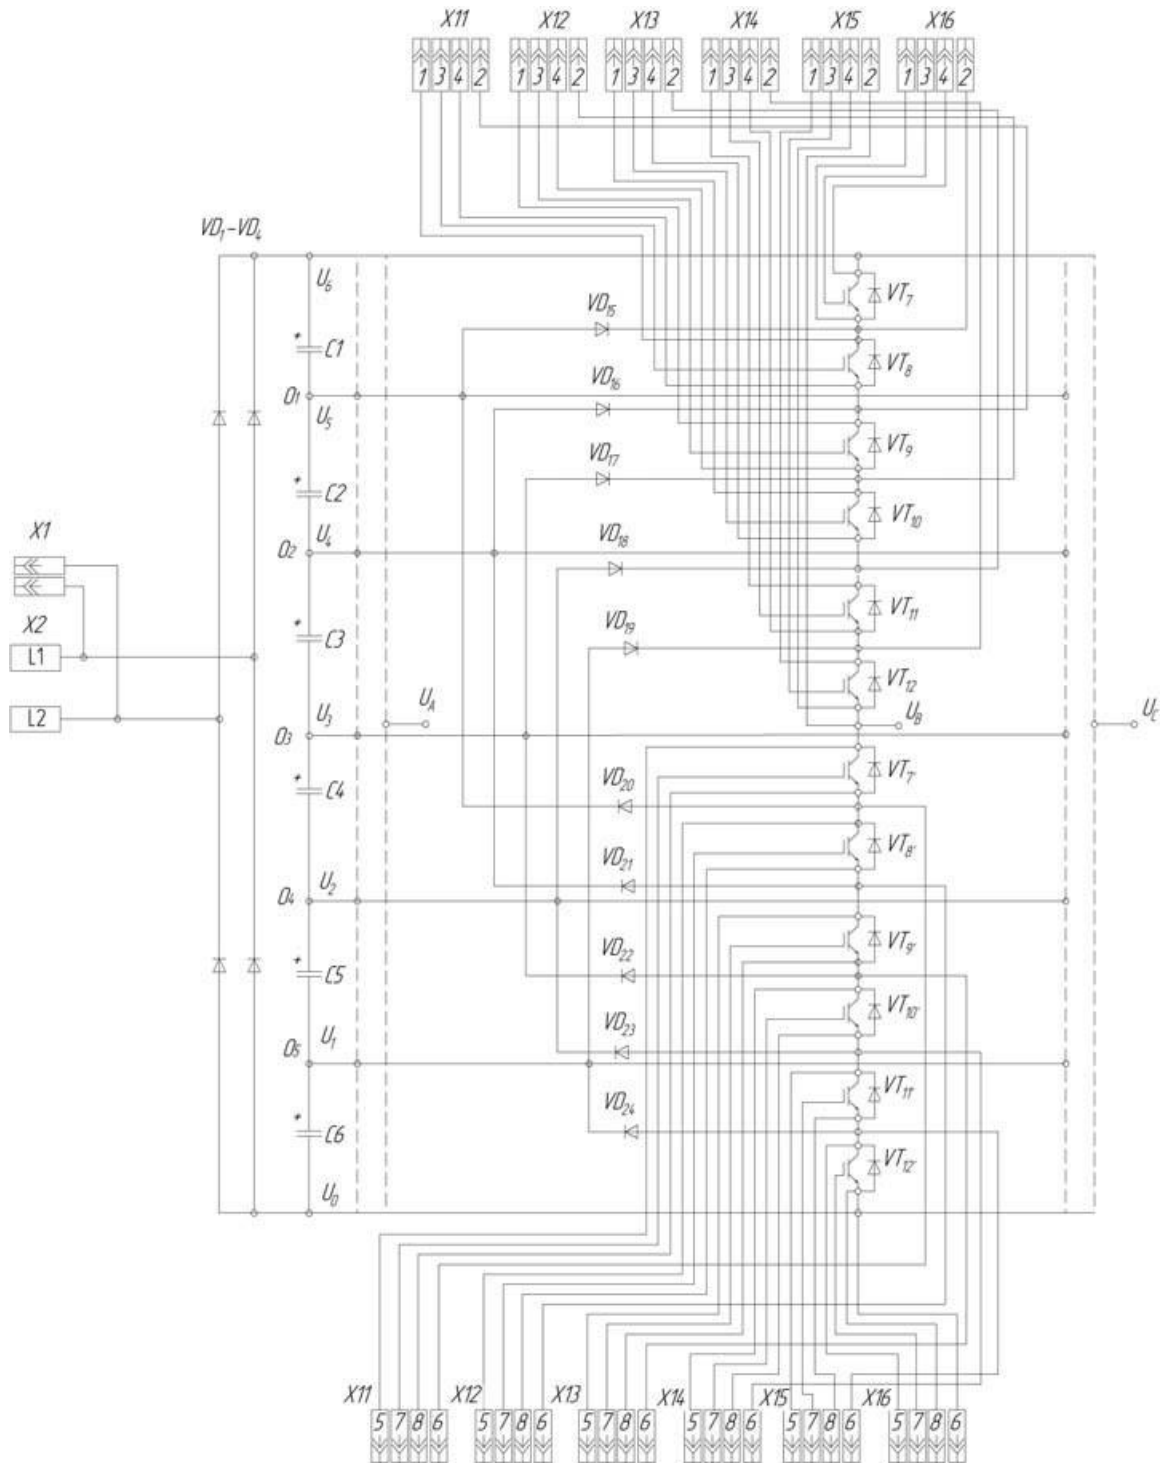 X11 X12 X13 X14 X15 X16
1 3 4 2 1 3 4 2 1 3 4 2 1 3 4 2 1 3 4 2 1 3 4 2
VD1-VD4
U6
VT7
VD15
+ C1
VT8
VD16
O1
U5
VT9
VD17
+ C2
VT10
X1
O2 U4
VD18
VT11
X2
+ C3
VD19
L1
VT12
L2
U3 UA UB UC
O3
VT7'
VD20
+ C4
VT8'
VD21
O4 U2
VT9'
VD22
+ C5
VT10'
VD23
O5 U1
VT11'
VD24
+ C6
VT12'
U0
X11 X12 X13 X14 X15 X16
5 7 8 6 5 7 8 6 5 7 8 6 5 7 8 6 5 7 8 6 5 7 8 6